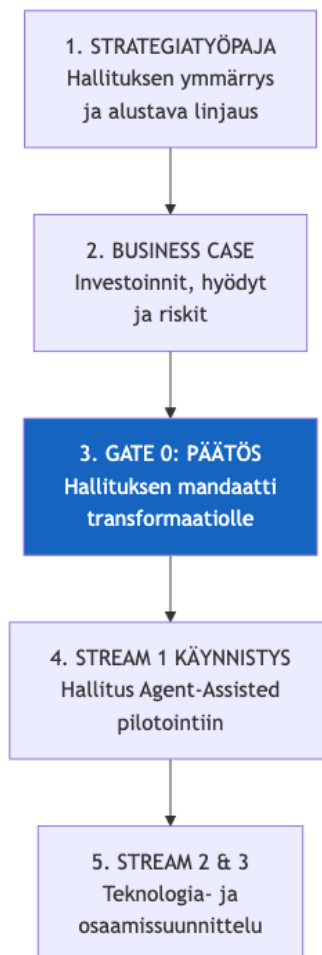 1. STRATEGIATYÖPAJA
Hallituksen ymmärrys
ja alustava linjaus
2. BUSINESS CASE
Investoinnit, hyödyt
ja riskit
3. GATE 0: PÄÄTÖS
Hallituksen mandaatti
transformaatiolle
4. STREAM 1 KÄYNNISTYS
Hallitus Agent-Assisted
pilotointiin
5. STREAM 2 & 3
Teknologia- ja
osaamissuunnittelu